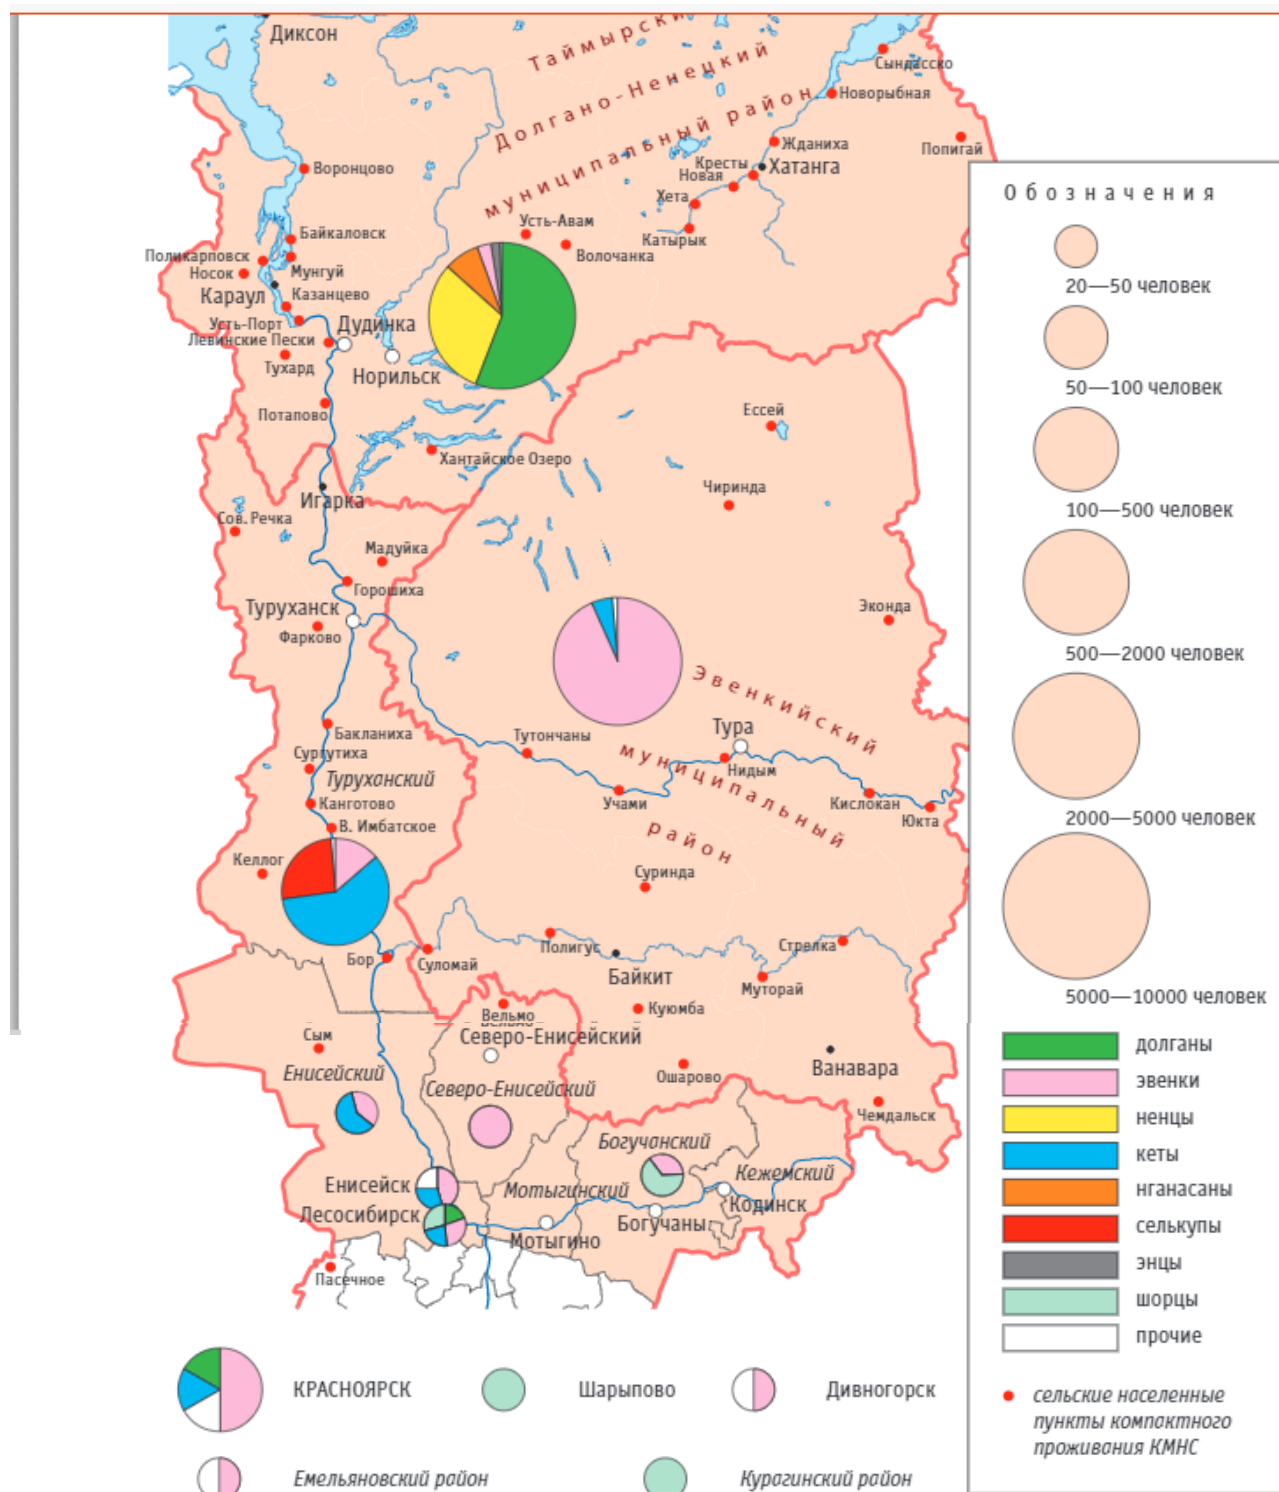 Диксон
Таймырски
Долгано-Ненецкий
муниципальный район
Сындасско
Новорыбная
Попигай
Жданиха
Кресты
Хатанга
Новая
Хета
Катырык
Воронцово
Усть-Авам
Волочанка
Байкаловск
Поликарповск
Носок
Мунгуй
Караул
Казанцево
Усть-Порт
Дудинка
Левинские Пески
Тухард
Норильск
Потапово
Хантайское Озеро
Ессей
Чиринда
Игарка
Сов. Речка
Мадуйка
Горошиха
Туруханск
Фарково
Эконда
Эвенкийский
муниципальный
район
Бакланиха
Сургутиха
Туруханский
Канготово
В. Имбатское
Келлог
Тутончаны
Тура
Нидым
Учами
Кислокан
Юкта
Суринда
Бор
Суломай
Полигус
Байкит
Стрелка
Муторай
Куюмба
Вельмо
Вельмо
Северо-Енисейский
Сым
Енисейский
Северо-Енисейский
Ошарово
Ванавара
Чемдальск
Богучанский
Кежемский
Енисейск
Мотыгинский
Лесосибирск
Кодинск
Богучаны
Мотыгино
Пасечное
КРАСНОЯРСК
Шарыпово
Дивногорск
Емельяновский район
Курагинский район
Обозначения
20—50 человек
50—100 человек
100—500 человек
500—2000 человек
2000—5000 человек
5000—10000 человек
долганы
эвенки
ненцы
кеты
нганасаны
селькупы
энцы
шорцы
прочие
сельские населенные
пункты компактного
проживания КМНС